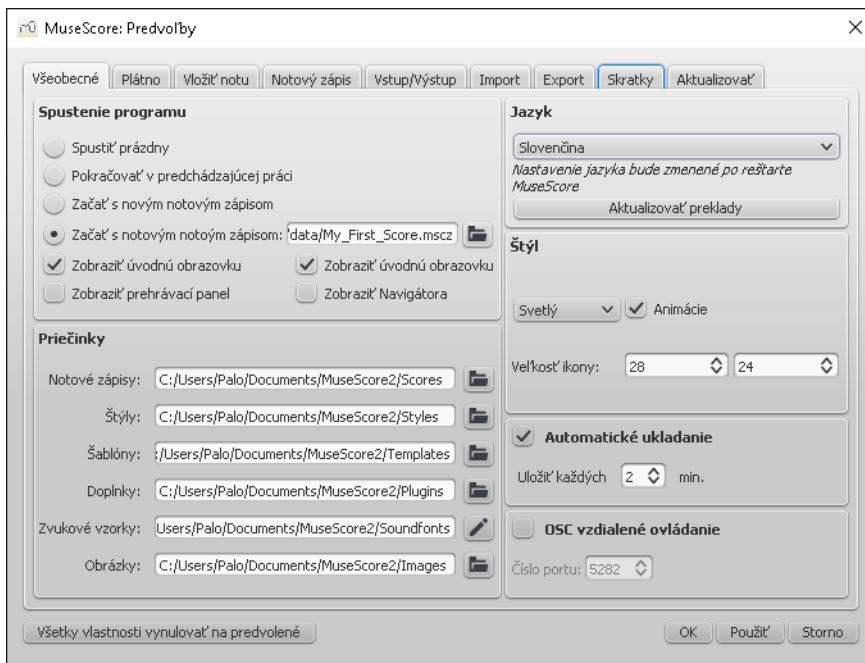 MuseScore: Predvoľby
Všeobecné Plátno Vložiť notu Notový zápis Vstup/Výstup Import Export Skratky Aktualizovať
Spustenie programu
Spustiť prázdny
Pokračovať v predchádzajúcej práci
Začať s novým notovým zápisom
Začať s notovým notoým zápisom: 'data/My_First_Score.mscz
Zobraziť úvodnú obrazovku Zobraziť úvodnú obrazovku
Zobraziť prehrávací panel Zobraziť Navigátora
Priečinky
Notové zápisy: C:/Users/Palo/Documents/MuseScore2/Scores
Štýly: C:/Users/Palo/Documents/MuseScore2/Styles
Šablóny: :/Users/Palo/Documents/MuseScore2/Templates
Doplnky: C:/Users/Palo/Documents/MuseScore2/Plugins
Zvukové vzorky: Users/Palo/Documents/MuseScore2/Soundfonts
Obrázky: C:/Users/Palo/Documents/MuseScore2/Images
Jazyk
Slovenčina
Nastavenie jazyka bude zmenené po reštarte
MuseScore
Aktualizovať preklady
Štýl
Svetlý Animácie
Veľkosť ikony: 28 24
Automatické ukladanie
Uložiť každých 2 min.
OSC vzdialené ovládanie
Číslo portu: 5282
Všetky vlastnosti vynulovať na predvolené OK Použiť Storno